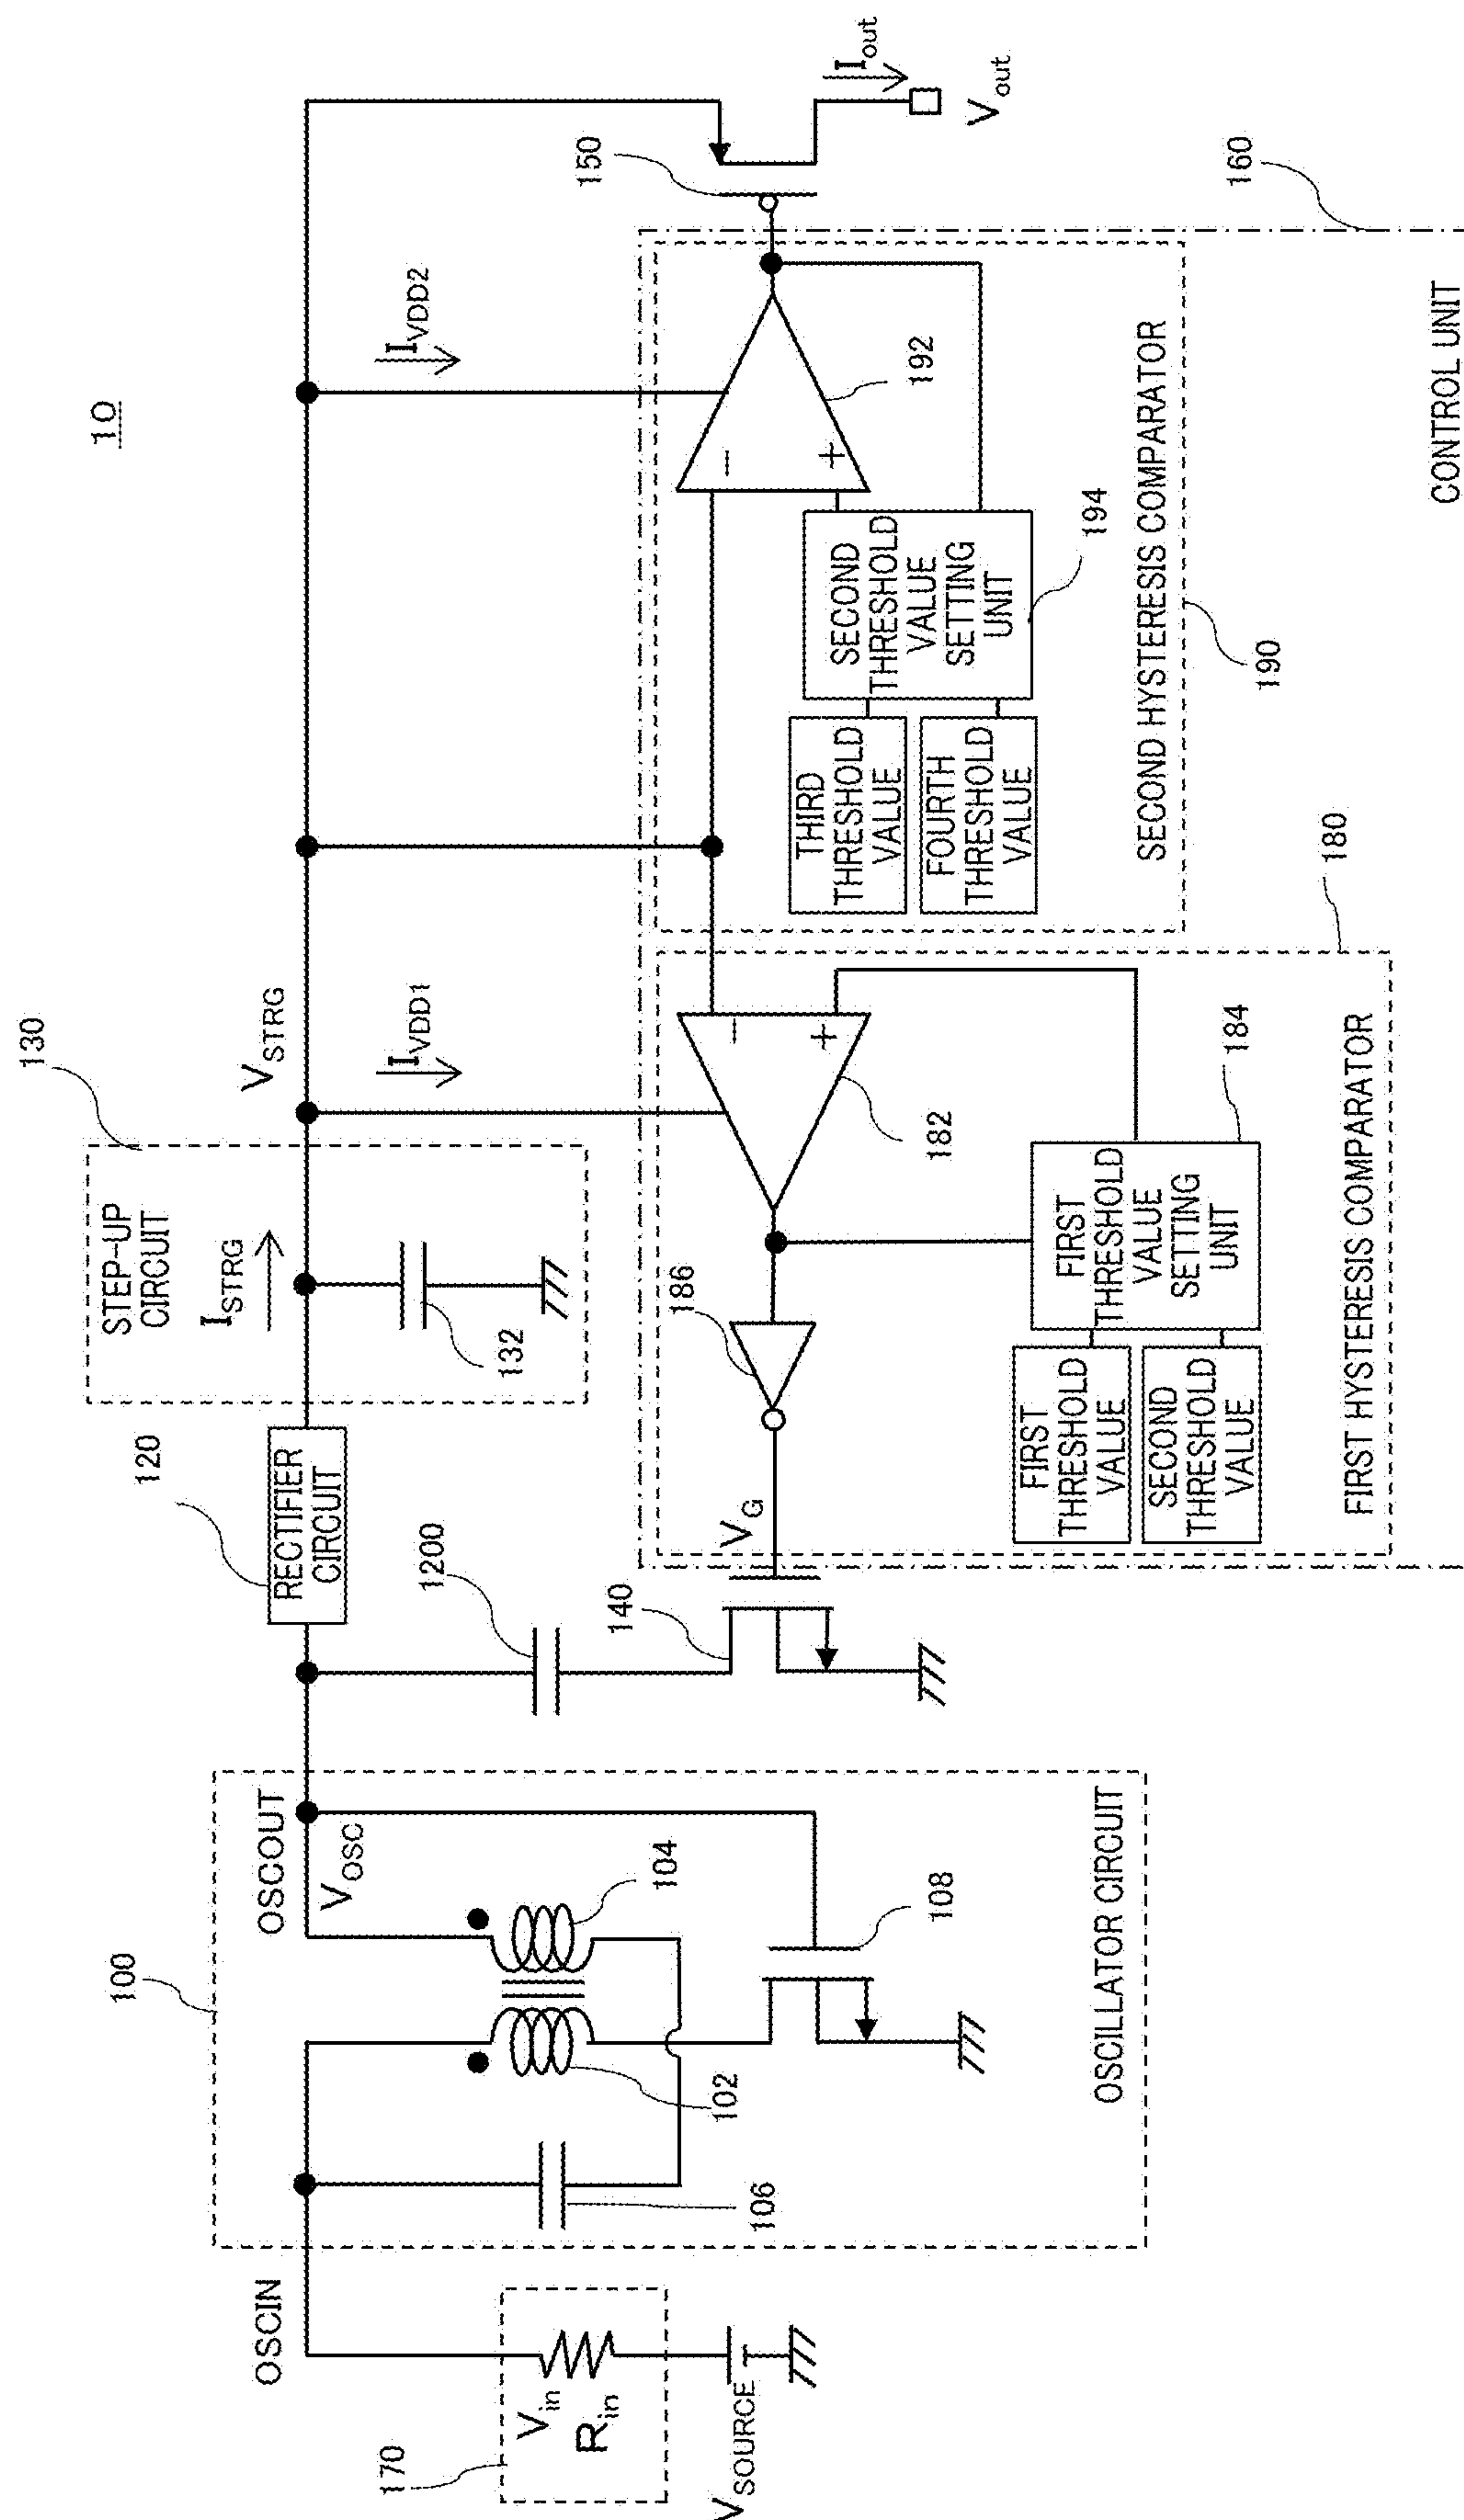 10
OSCIN
170
V_in
R_in
V_SOURCE
100
OSCOUT
V_OSC
102
104
106
108
OSCILLATOR CIRCUIT
120
RECTIFIER
CIRCUIT
1200
140
V_G
130
STEP-UP
CIRCUIT
I_STRG
132
V_STRG
I_VDD1
I_VDD2
186
182
184
FIRST
THRESHOLD
VALUE
SETTING
UNIT
FIRST
THRESHOLD
VALUE
SECOND
THRESHOLD
VALUE
FIRST HYSTERESIS COMPARATOR
180
−
+
−
+
192
194
SECOND
THRESHOLD
VALUE
SETTING
UNIT
THIRD
THRESHOLD
VALUE
FOURTH
THRESHOLD
VALUE
SECOND HYSTERESIS COMPARATOR
190
150
I_out
V_out
160
CONTROL UNIT